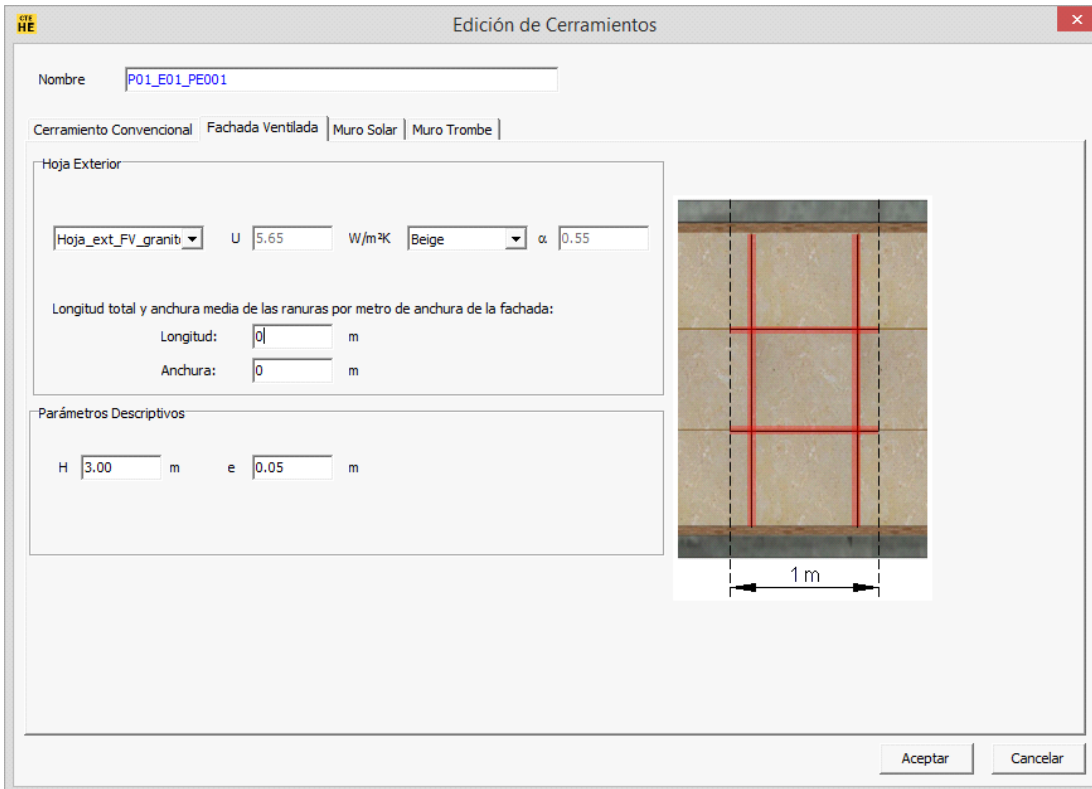 CTE
HE
Edición de Cerramientos
Nombre P01_E01_PE001
Cerramiento Convencional Fachada Ventilada Muro Solar Muro Trombe
Hoja Exterior
Hoja_ext_FV_granit U 5.65 W/m²K Beige α 0.55
Longitud total y anchura media de las ranuras por metro de anchura de la fachada:
Longitud: 0 m
Anchura: 0 m
Parámetros Descriptivos
H 3.00 m e 0.05 m
1 m
Aceptar Cancelar